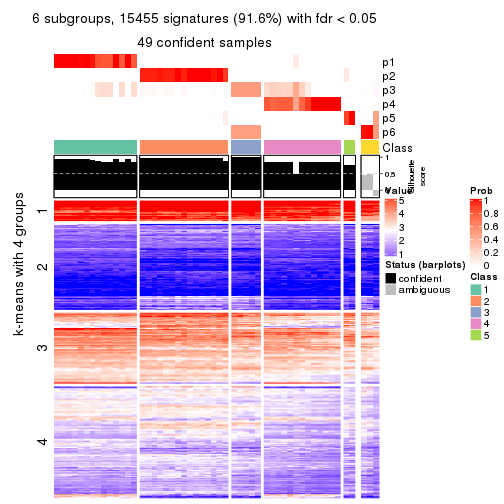 6 subgroups, 15455 signatures (91.6%) with fdr < 0.05
49 confident samples
p1
p2
p3
p4
p5
p6
Class
1
0.5
0
Silhouette
score
k-means with 4 groups
1
2
3
4
Value
5
4
3
2
1
Status (barplots)
confident
ambiguous
Prob
1
0.8
0.6
0.4
0.2
0
Class
1
2
3
4
5